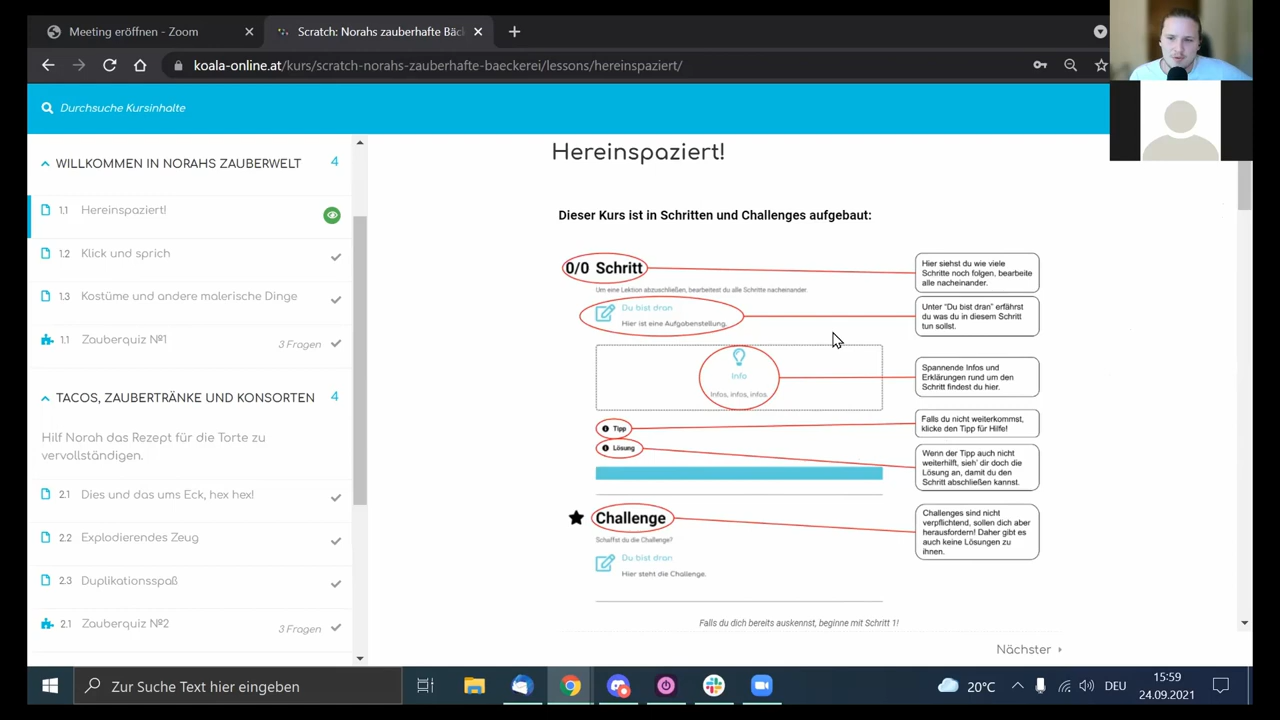 Meeting eröffnen - Zoom
Scratch: Norahs zauberhafte Bäck
koala-online.at/kurs/scratch-norahs-zauberhafte-baeckerei/lessons/hereinspaziert/
Durchsuche Kursinhalte
WILLKOMMEN IN NORAHS ZAUBERWELT 4
1.1 Hereinspaziert!
1.2 Klick und sprich
1.3 Kostüme und andere malerische Dinge
1.1 Zauberquiz №1 3 Fragen
TACOS, ZAUBERTRÄNKE UND KONSORTEN 4
Hilf Norah das Rezept für die Torte zu
vervollständigen.
2.1 Dies und das ums Eck, hex hex!
2.2 Explodierendes Zeug
2.3 Duplikationsspaß
2.1 Zauberquiz №2 3 Fragen
Hereinspaziert!
Dieser Kurs ist in Schritten und Challenges aufgebaut:
0/0 Schritt
Um eine Lektion abzuschließen, bearbeitest du alle Schritte nacheinander.
Du bist dran
Hier ist eine Aufgabenstellung.
Info
Infos, infos, infos.
Tipp
Lösung
Challenge
Schaffst du die Challenge?
Du bist dran
Hier steht die Challenge.
Hier siehst du wie viele
Schritte noch folgen, bearbeite
alle nacheinander.
Unter "Du bist dran" erfährst
du was du in diesem Schritt
tun sollst.
Spannende Infos und
Erklärungen rund um den
Schritt findest du hier.
Falls du nicht weiterkommst,
klicke den Tipp für Hilfe!
Wenn der Tipp auch nicht
weiterhilft, sieh' dir doch die
Lösung an, damit du den
Schritt abschließen kannst.
Challenges sind nicht
verpflichtend, sollen dich aber
herausfordern! Daher gibt es
auch keine Lösungen zu
ihnen.
Falls du dich bereits auskennst, beginne mit Schritt 1!
Nächster
Zur Suche Text hier eingeben
20°C
DEU
15:59
24.09.2021